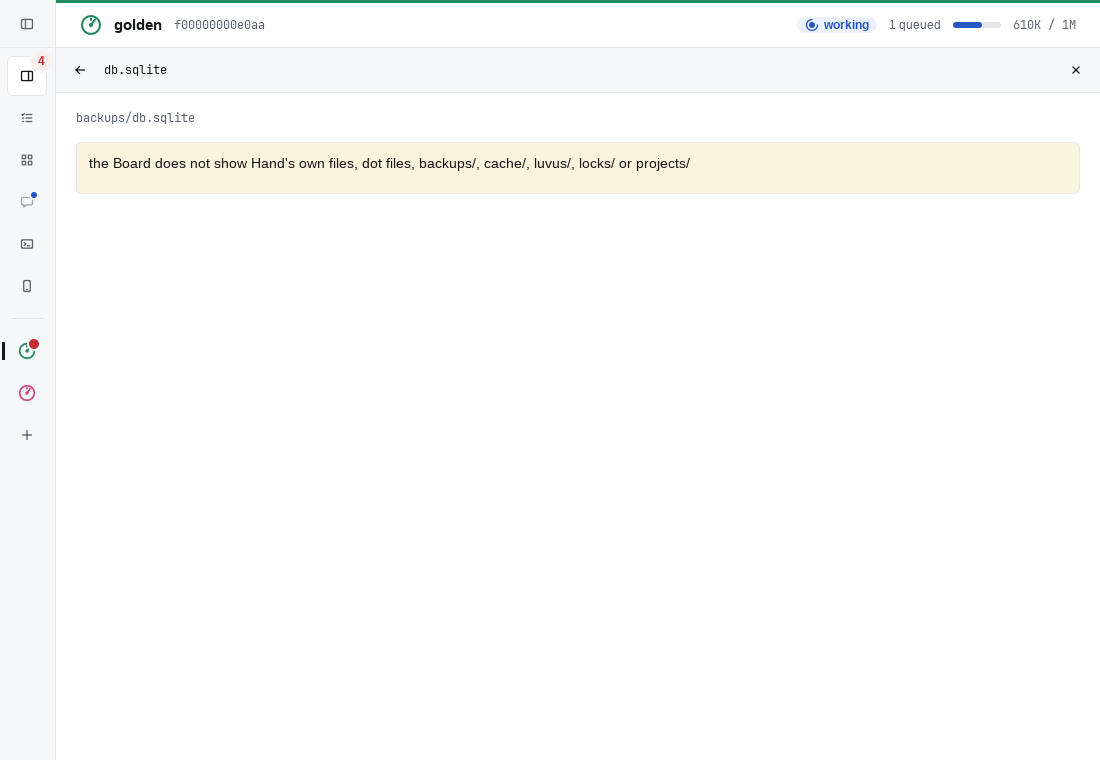 golden f00000000e0aa working 1 queued 610K / 1M
4
db.sqlite
backups/db.sqlite
the Board does not show Hand's own files, dot files, backups/, cache/, luvus/, locks/ or projects/